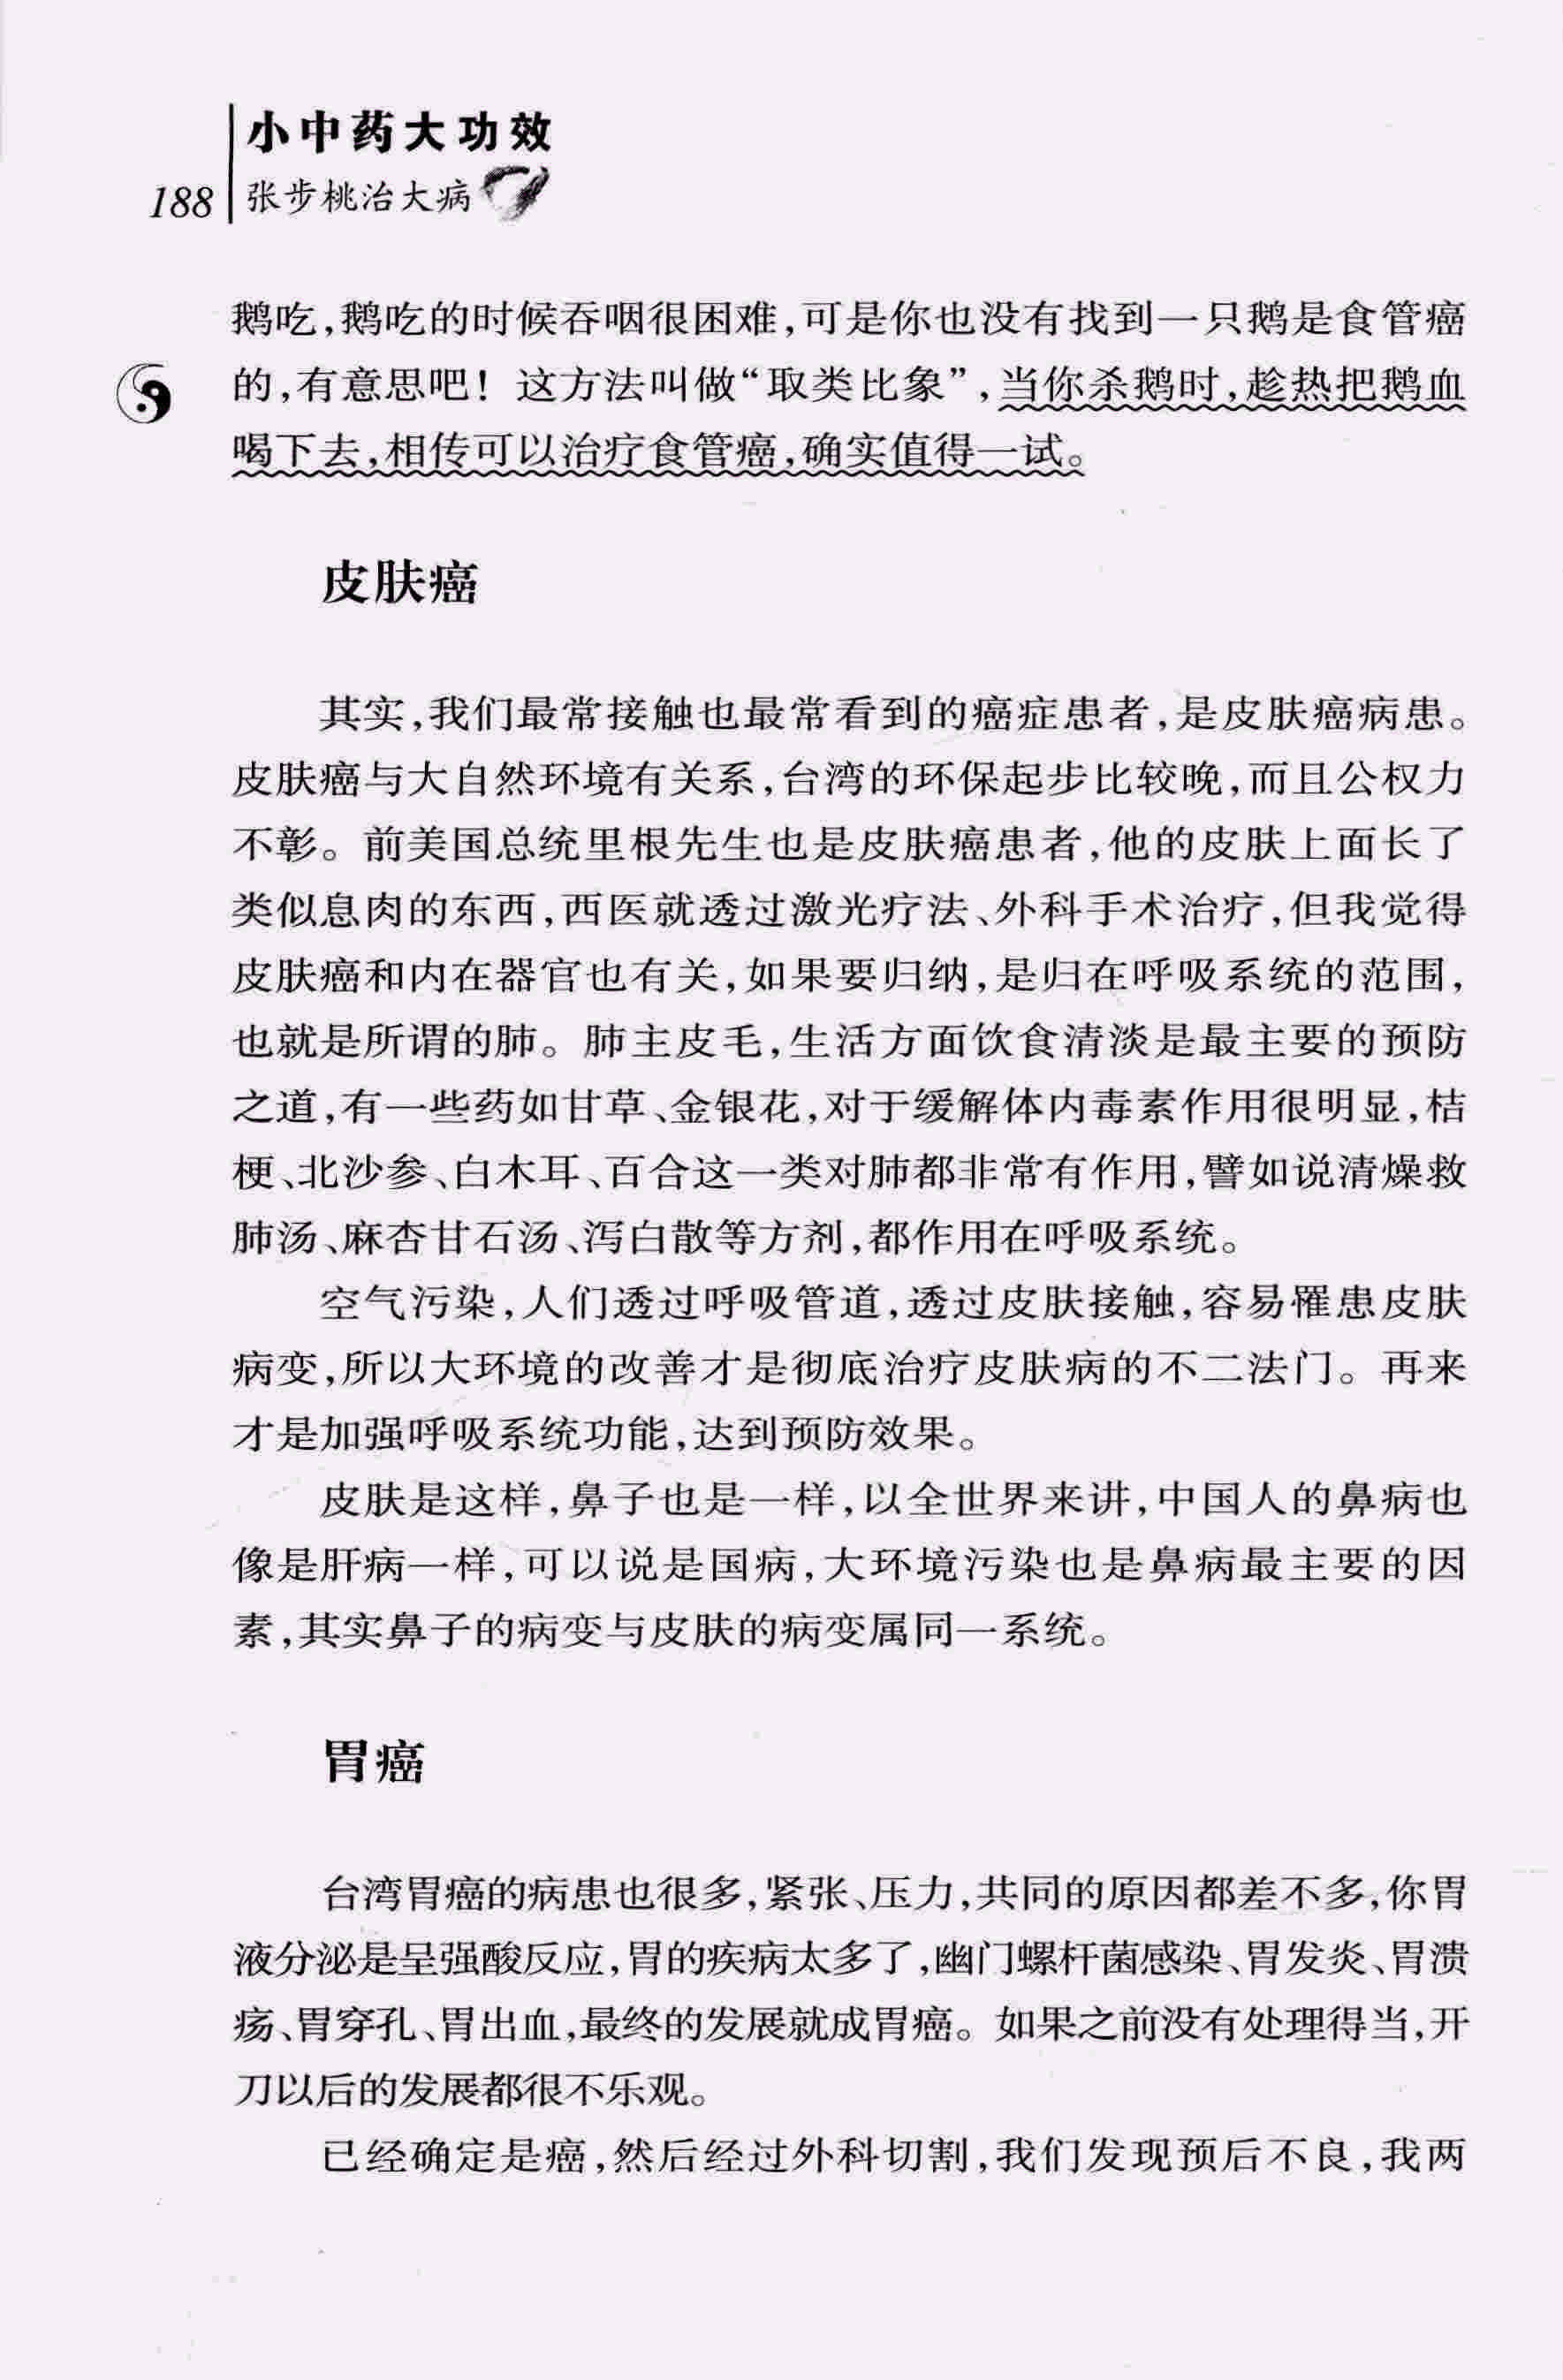 小中药大功效
188 张步桃治大病
鹅吃,鹅吃的时候吞咽很困难,可是你也没有找到一只鹅是食管癌
的,有意思吧！这方法叫做“取类比象”,当你杀鹅时,趁热把鹅血
喝下去,相传可以治疗食管癌,确实值得一试。
皮肤癌
其实,我们最常接触也最常看到的癌症患者,是皮肤癌病患。
皮肤癌与大自然环境有关系,台湾的环保起步比较晚,而且公权力
不彰。前美国总统里根先生也是皮肤癌患者,他的皮肤上面长了
类似息肉的东西,西医就透过激光疗法、外科手术治疗,但我觉得
皮肤癌和内在器官也有关,如果要归纳,是归在呼吸系统的范围,
也就是所谓的肺。肺主皮毛,生活方面饮食清淡是最主要的预防
之道,有一些药如甘草、金银花,对于缓解体内毒素作用很明显,桔
梗、北沙参、白木耳、百合这一类对肺都非常有作用,譬如说清燥救
肺汤、麻杏甘石汤、泻白散等方剂,都作用在呼吸系统。
空气污染,人们透过呼吸管道,透过皮肤接触,容易罹患皮肤
病变,所以大环境的改善才是彻底治疗皮肤病的不二法门。再来
才是加强呼吸系统功能,达到预防效果。
皮肤是这样,鼻子也是一样,以全世界来讲,中国人的鼻病也
像是肝病一样,可以说是国病,大环境污染也是鼻病最主要的因
素,其实鼻子的病变与皮肤的病变属同一系统。
胃癌
台湾胃癌的病患也很多,紧张、压力,共同的原因都差不多,你胃
液分泌是呈强酸反应,胃的疾病太多了,幽门螺杆菌感染、胃发炎、胃溃
疡、胃穿孔、胃出血,最终的发展就成胃癌。如果之前没有处理得当,开
刀以后的发展都很不乐观。
已经确定是癌,然后经过外科切割,我们发现预后不良,我两